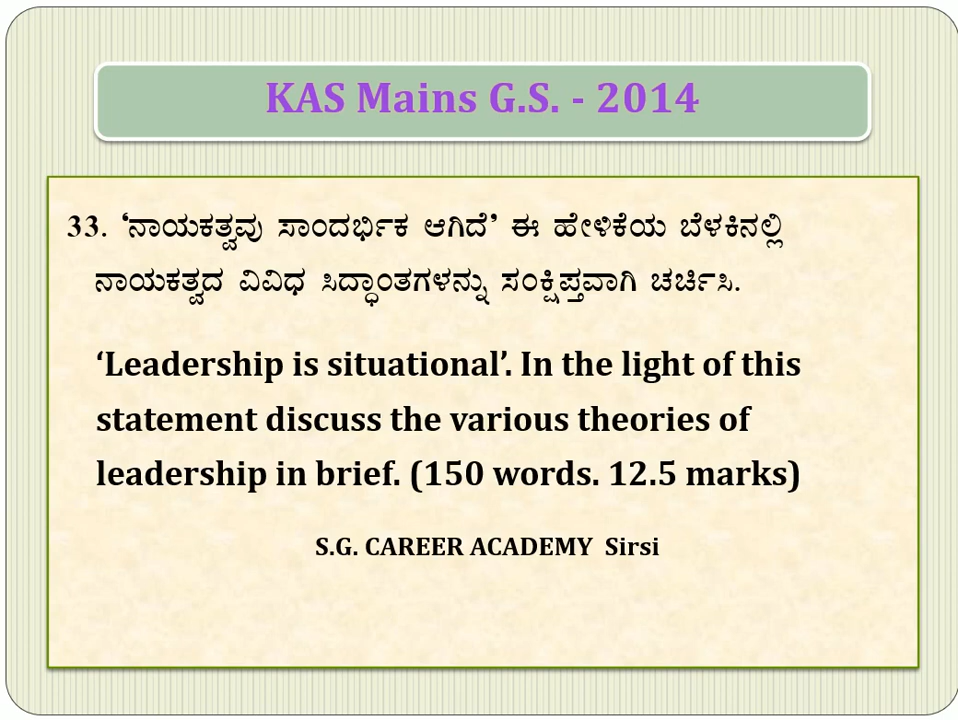 KAS Mains G.S. - 2014
33. ‘ನಾಯಕತ್ವವು ಸಾಂದರ್ಭಿಕ ಆಗಿದೆ’ ಈ ಹೇಳಿಕೆಯ ಬೆಳಕಿನಲ್ಲಿ
ನಾಯಕತ್ವದ ವಿವಿಧ ಸಿದ್ಧಾಂತಗಳನ್ನು ಸಂಕ್ಷಿಪ್ತವಾಗಿ ಚರ್ಚಿಸಿ.
‘Leadership is situational’. In the light of this
statement discuss the various theories of
leadership in brief. (150 words. 12.5 marks)
S.G. CAREER ACADEMY Sirsi